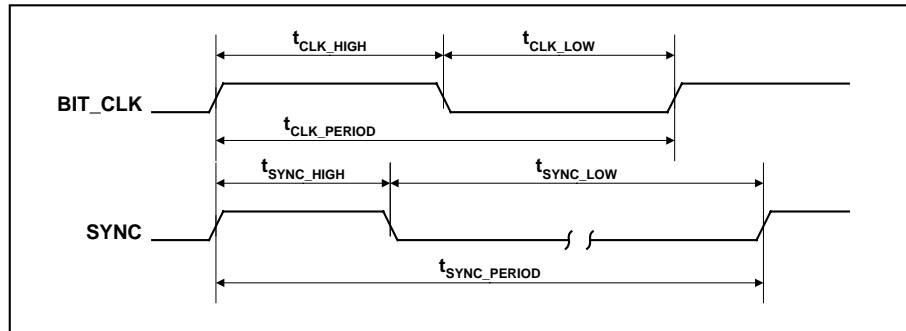 tCLK_HIGH tCLK_LOW
BIT_CLK
tCLK_PERIOD
tSYNC_HIGH tSYNC_LOW
SYNC
tSYNC_PERIOD